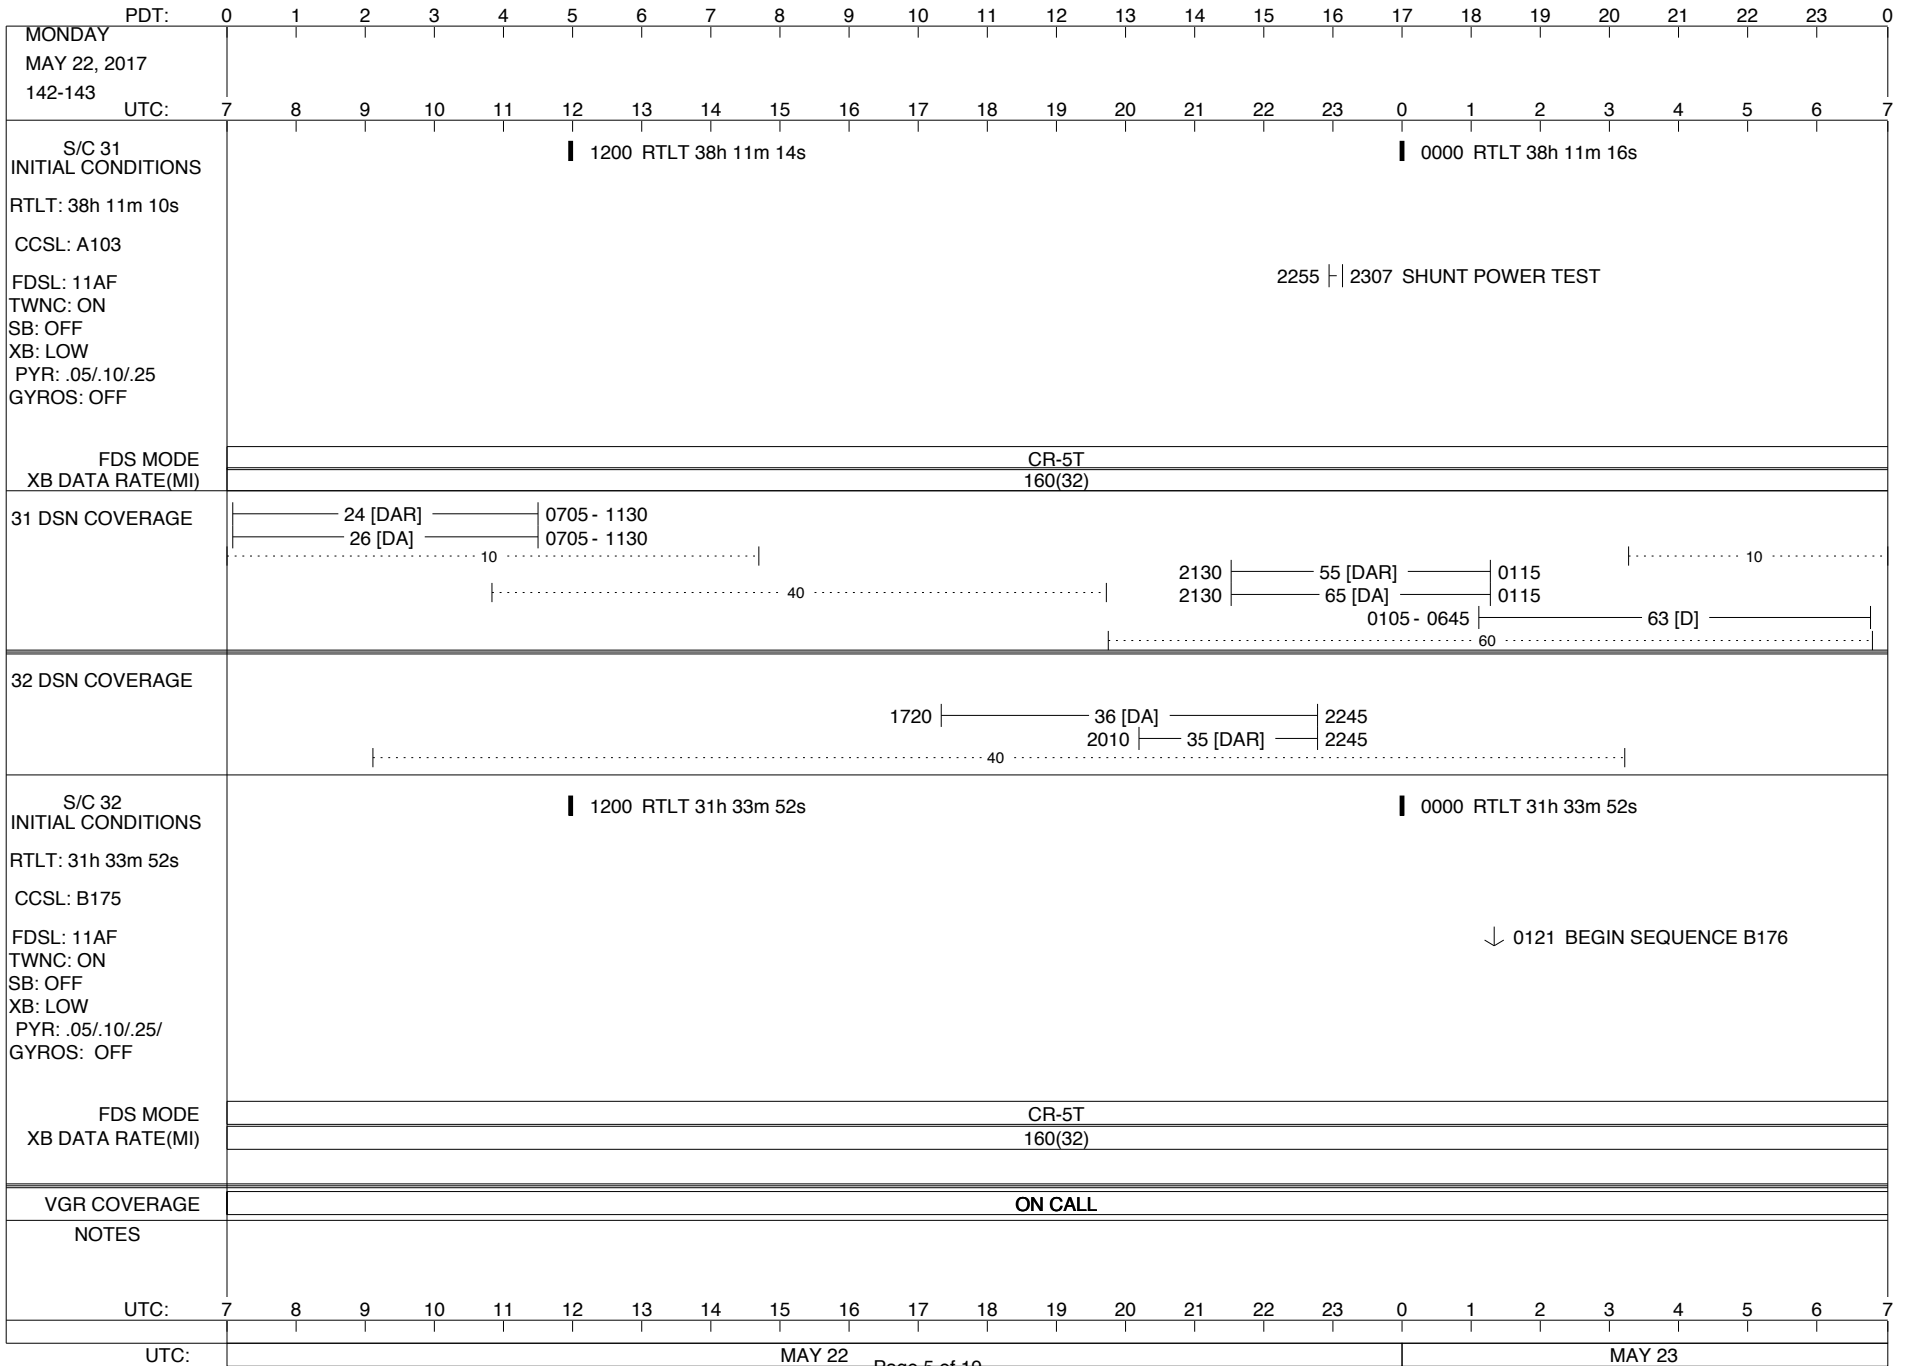 PDT: 0 1 2 3 4 5 6 7 8 9 10 11 12 13 14 15 16 17 18 19 20 21 22 23 0
MONDAY
MAY 22, 2017
142-143
UTC: 7 8 9 10 11 12 13 14 15 16 17 18 19 20 21 22 23 0 1 2 3 4 5 6 7
S/C 31
INITIAL CONDITIONS
1200 RTLT 38h 11m 14s
0000 RTLT 38h 11m 16s
RTLT: 38h 11m 10s
CCSL: A103
FDSL: 11AF
2255 2307 SHUNT POWER TEST
TWNC: ON
SB: OFF
XB: LOW
PYR: .05/.10/.25
GYROS: OFF
FDS MODE CR-5T
XB DATA RATE(MI) 160(32)
31 DSN COVERAGE
24 [DAR] 0705 - 1130
26 [DA] 0705 - 1130
10 10
2130 55 [DAR] 0115
40
2130 65 [DA] 0115
0105 - 0645 63 [D]
60
32 DSN COVERAGE
1720 36 [DA] 2245
2010 35 [DAR] 2245
40
S/C 32
INITIAL CONDITIONS
1200 RTLT 31h 33m 52s
0000 RTLT 31h 33m 52s
RTLT: 31h 33m 52s
CCSL: B175
FDSL: 11AF
0121 BEGIN SEQUENCE B176
TWNC: ON
SB: OFF
XB: LOW
PYR: .05/.10/.25/
GYROS: OFF
FDS MODE CR-5T
XB DATA RATE(MI) 160(32)
VGR COVERAGE ON CALL
NOTES
UTC: 7 8 9 10 11 12 13 14 15 16 17 18 19 20 21 22 23 0 1 2 3 4 5 6 7
UTC: MAY 22 MAY 23
Page 5 of 19